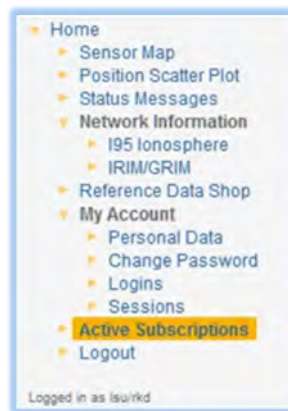 Home
Sensor Map
Position Scatter Plot
Status Messages
Network Information
I95 Ionosphere
IRIM/GRIM
Reference Data Shop
My Account
Personal Data
Change Password
Logins
Sessions
Active Subscriptions
Logout
Logged in as lsu/rkd